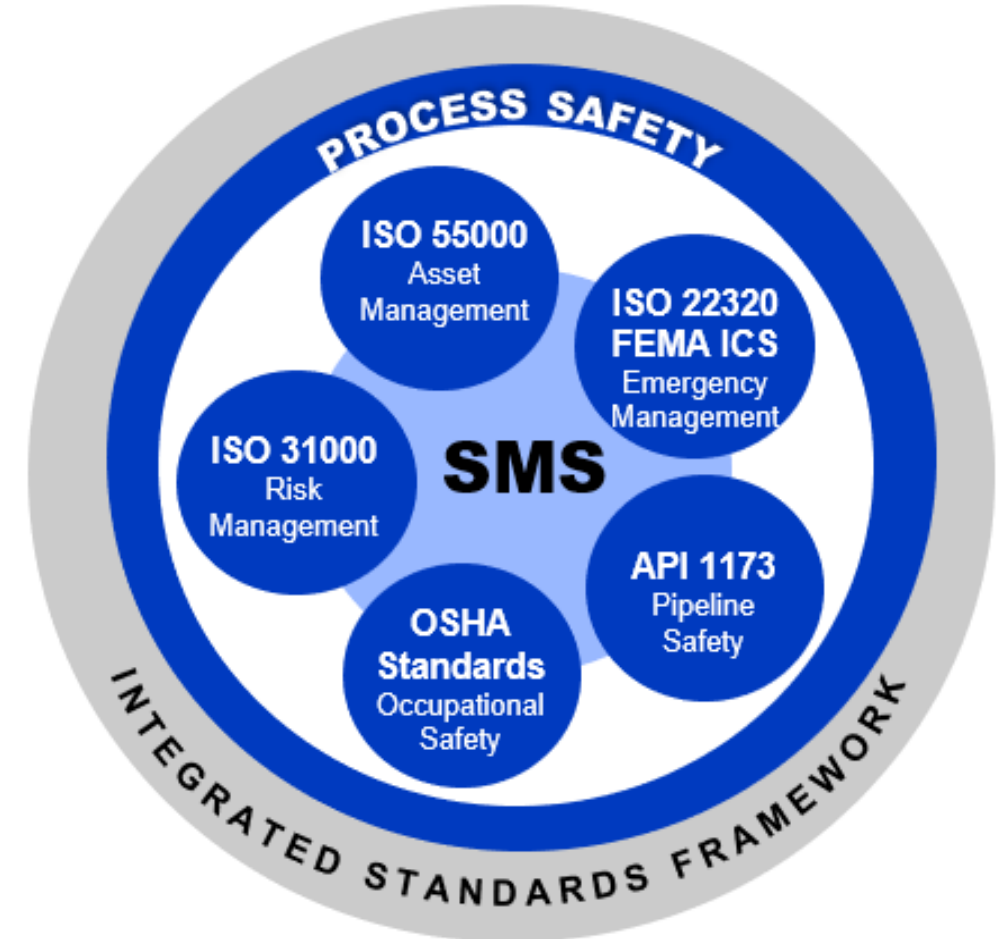 PROCESS SAFETY
ISO 55000
Asset
Management
ISO 22320
FEMA ICS
Emergency
Management
ISO 31000
Risk
Management
SMS
API 1173
Pipeline
Safety
OSHA
Standards
Occupational
Safety
INTEGRATED STANDARDS FRAMEWORK